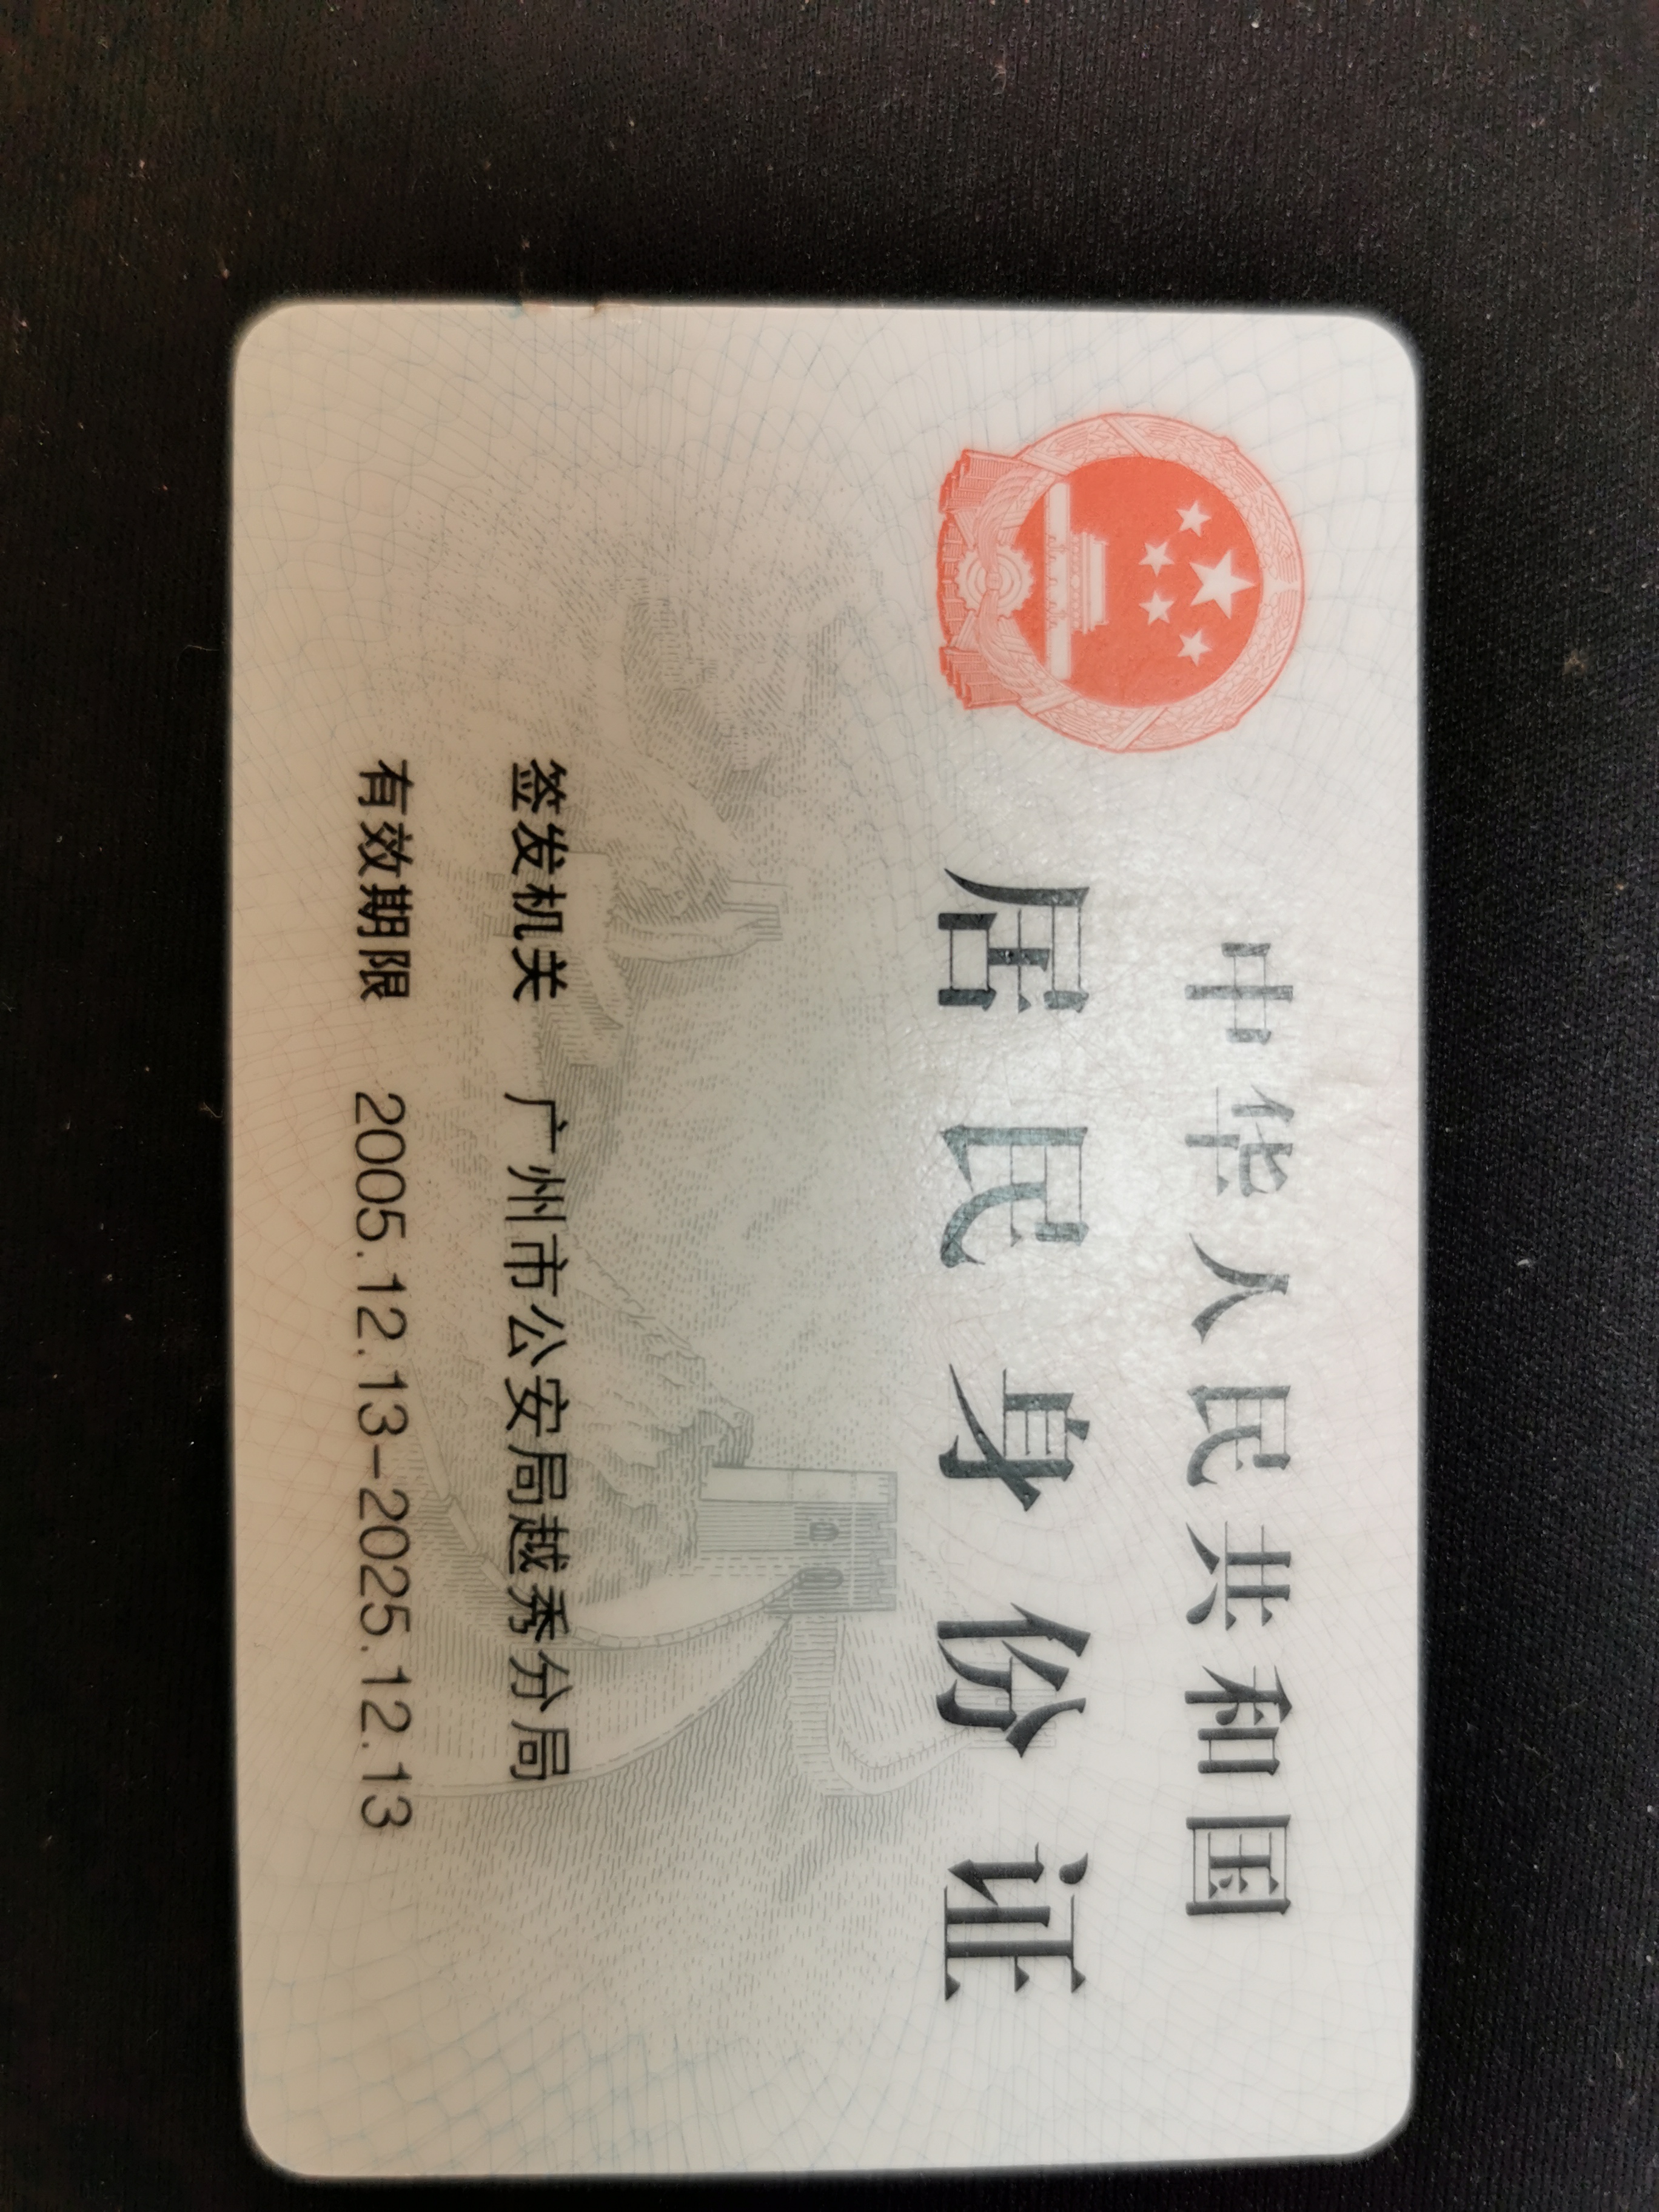 中华人民共和国
居民身份证
签发机关 广州市公安局越秀分局
有效期限 2005.12.13-2025.12.13